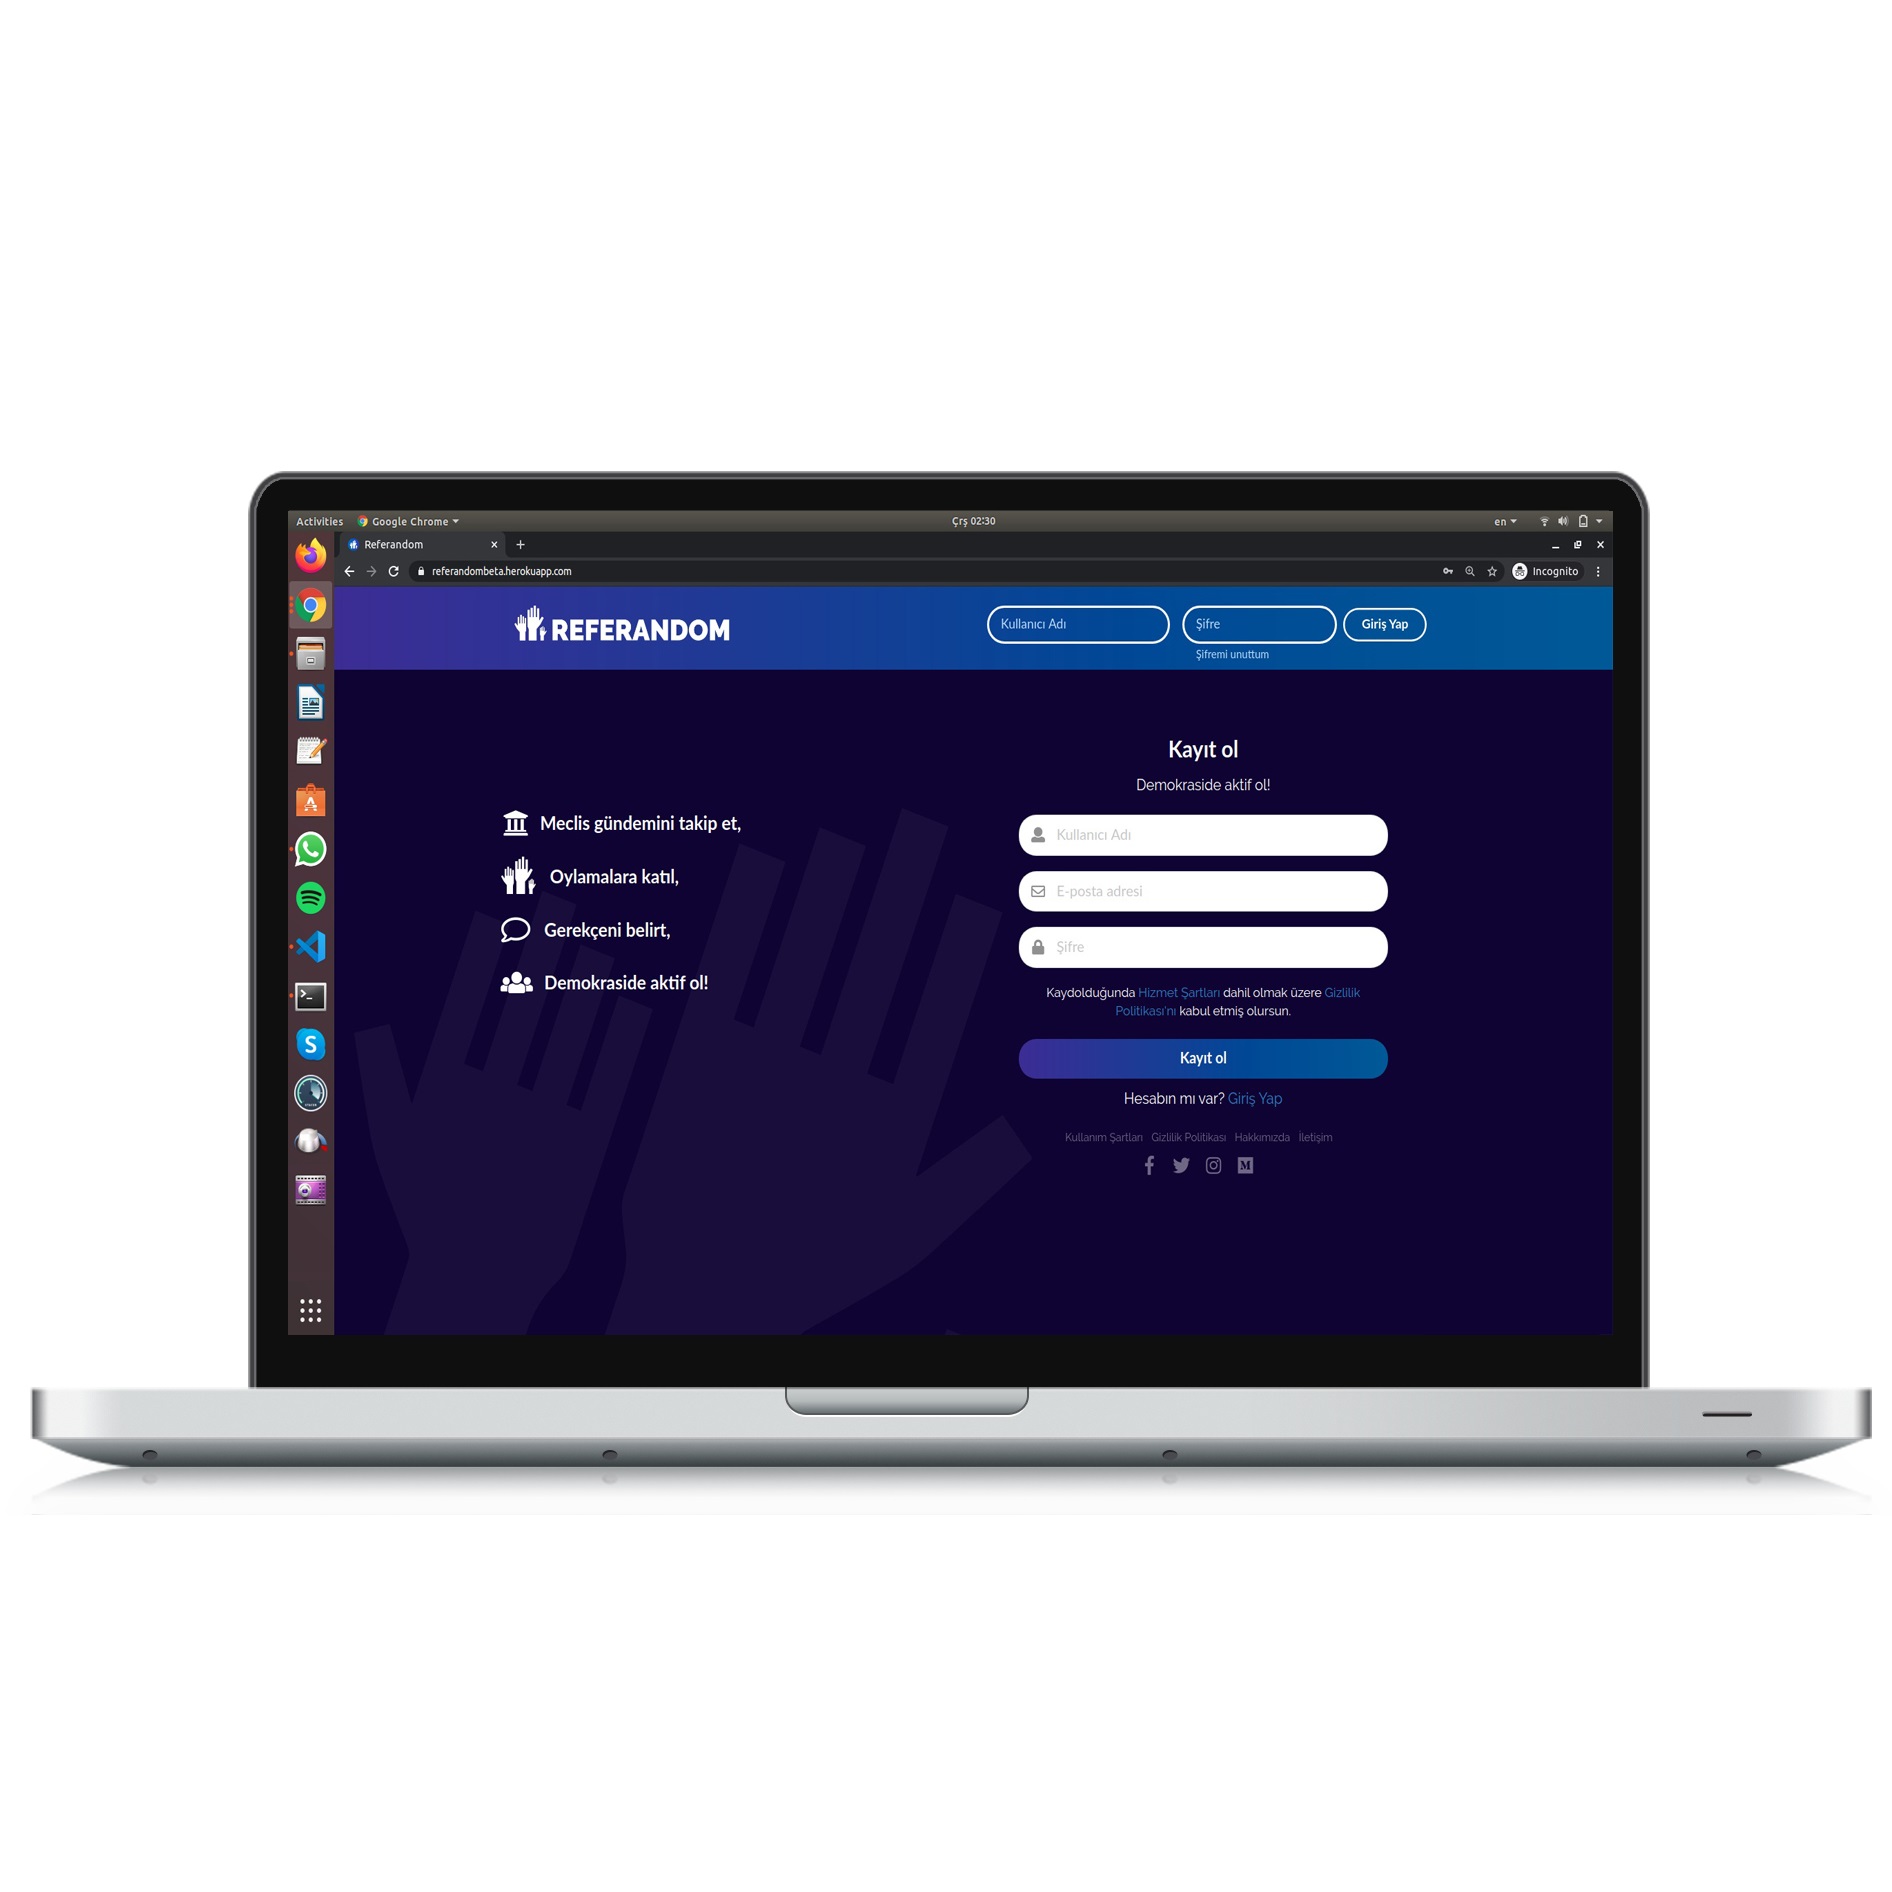 Activities Google Chrome Çrş 02:30 en
Referandom
referandombeta.herokuapp.com Incognito
REFERANDOM
Kullanıcı Adı Şifre Giriş Yap
Şifremi unuttum
Meclis gündemini takip et,
Oylamalara katıl,
Gerekçeni belirt,
Demokraside aktif ol!
Kayıt ol
Demokraside aktif ol!
Kullanıcı Adı
E-posta adresi
Şifre
Kaydolduğunda Hizmet Şartları dahil olmak üzere Gizlilik
Politikası'nı kabul etmiş olursun.
Kayıt ol
Hesabın mı var? Giriş Yap
Kullanım Şartları Gizlilik Politikası Hakkımızda İletişim